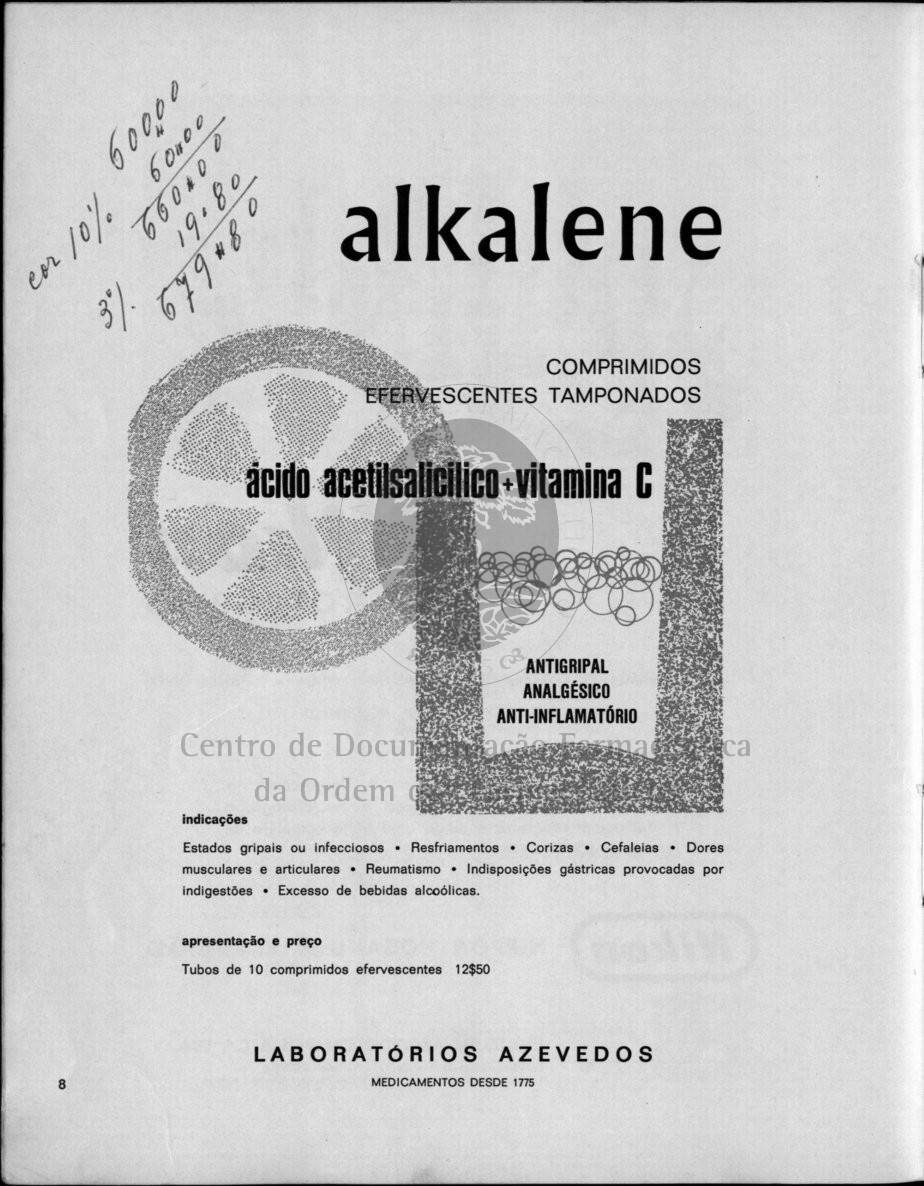 60000
cor 10% 60$00
660$00
3% 19.80
679$80
alkalene
COMPRIMIDOS
EFERVESCENTES TAMPONADOS
ácido acetilsalicílico+vitamina C
ANTIGRIPAL
ANALGÉSICO
ANTI-INFLAMATÓRIO
Centro de Documentação Farmacêutica
da Ordem dos Farmacêuticos
indicações
Estados gripais ou infecciosos • Resfriamentos • Corizas • Cefaleias • Dores
musculares e articulares • Reumatismo • Indisposições gástricas provocadas por
indigestões • Excesso de bebidas alcoólicas.
apresentação e preço
Tubos de 10 comprimidos efervescentes 12$50
LABORATÓRIOS AZEVEDOS
8
MEDICAMENTOS DESDE 1775